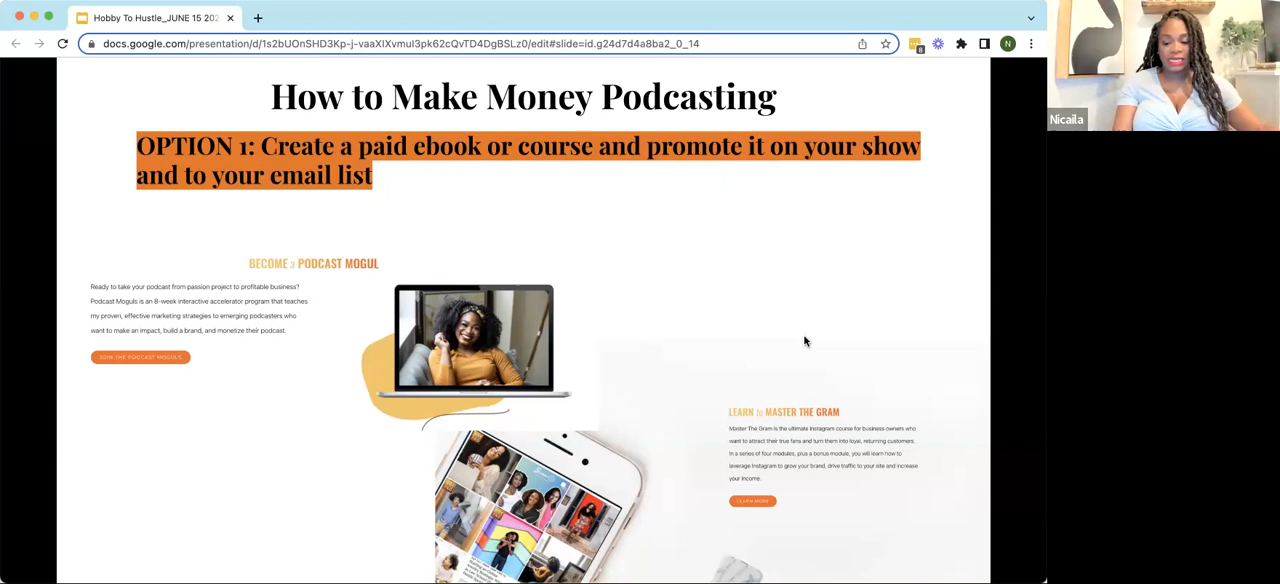 Hobby To Hustle_JUNE 15 202
docs.google.com/presentation/d/1s2bUOnSHD3Kp-j-vaaXIXvmul3pk62cQvTD4DgBSLz0/edit#slide=id.g24d7d4a8ba2_0_14
8
N
Nicaila
How to Make Money Podcasting
OPTION 1: Create a paid ebook or course and promote it on your show
and to your email list
BECOME a PODCAST MOGUL
Ready to take your podcast from passion project to profitable business?
Podcast Moguls is an 8-week interactive accelerator program that teaches
my proven, effective marketing strategies to emerging podcasters who
want to make an impact, build a brand, and monetize their podcast.
JOIN THE PODCAST MOGULS
LEARN to MASTER THE GRAM
Master The Gram is the ultimate Instagram course for business owners who
want to attract their true fans and turn them into loyal, returning customers.
In a series of four modules, plus a bonus module, you will learn how to
leverage Instagram to grow your brand, drive traffic to your site and increase
your income.
LEARN MORE